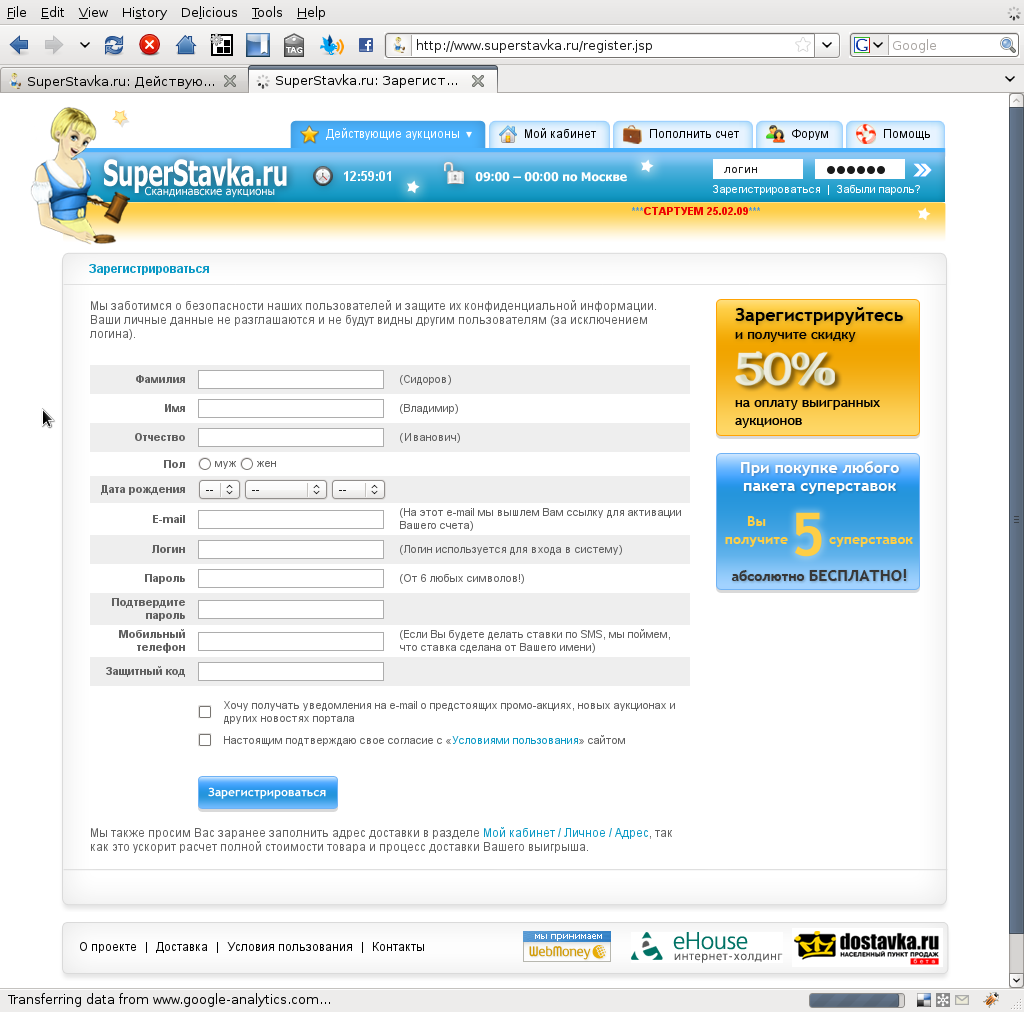 File Edit View History Delicious Tools Help
http://www.superstavka.ru/register.jsp
Google
SuperStavka.ru: Действую...
SuperStavka.ru: Зарегист...
Действующие аукционы ▾
Мой кабинет
Пополнить счет
Форум
Помощь
SuperStavka.ru
Скандинавские аукционы
12:59:01
09:00 – 00:00 по Москве
логин
●●●●●●
Зарегистрироваться | Забыли пароль?
***СТАРТУЕМ 25.02.09***
Зарегистрироваться
Мы заботимся о безопасности наших пользователей и защите их конфиденциальной информации.
Ваши личные данные не разглашаются и не будут видны другим пользователям (за исключением
логина).
Фамилия (Сидоров)
Имя (Владимир)
Отчество (Иванович)
Пол муж жен
Дата рождения -- -- --
E-mail (На этот e-mail мы вышлем Вам ссылку для активации
Вашего счета)
Логин (Логин используется для входа в систему)
Пароль (От 6 любых символов!)
Подтвердите
пароль
Мобильный
телефон
(Если Вы будете делать ставки по SMS, мы поймем,
что ставка сделана от Вашего имени)
Защитный код
Хочу получать уведомления на e-mail о предстоящих промо-акциях, новых аукционах и
других новостях портала
Настоящим подтверждаю свое согласие с «Условиями пользования» сайтом
Зарегистрироваться
Мы также просим Вас заранее заполнить адрес доставки в разделе Мой кабинет / Личное / Адрес, так
как это ускорит расчет полной стоимости товара и процесс доставки Вашего выигрыша.
Зарегистрируйтесь
и получите скидку
50%
на оплату выигранных
аукционов
При покупке любого
пакета суперставок
Вы
получите 5 суперставок
абсолютно БЕСПЛАТНО!
О проекте | Доставка | Условия пользования | Контакты
мы принимаем
WebMoney
eHouse
интернет-холдинг
dostavka.ru
НАСЕЛЕННЫЙ ПУНКТ ПРОДАЖ
бета
Transferring data from www.google-analytics.com...
TAG
G